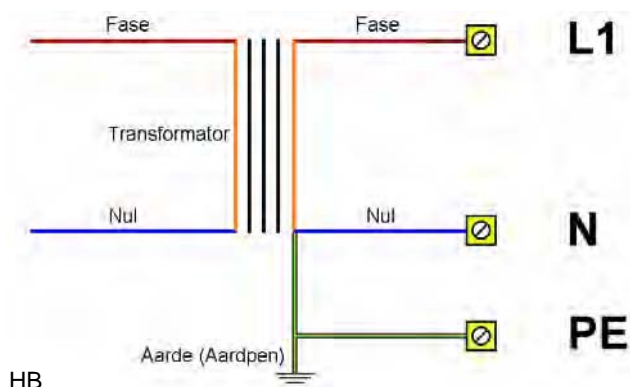 Fase Fase L1
Transformator
Nul Nul N
PE
Aarde (Aardpen)
HB